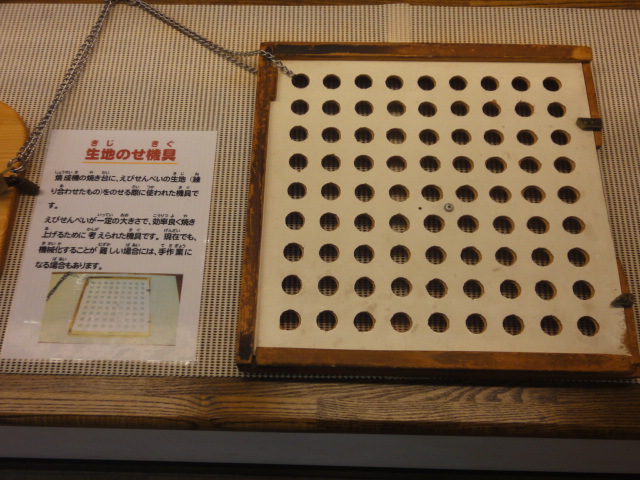 生地のせ機具
焼成機の焼き台に、えびせんべいの生地(練
り合わせたもの)をのせる際に使われた機具で
す。
えびせんべいが一定の大きさで、効率良く焼き
上げるために考えられた機具です。現在でも、
機械化することが難しい場合には、手作業に
なる場合もあります。